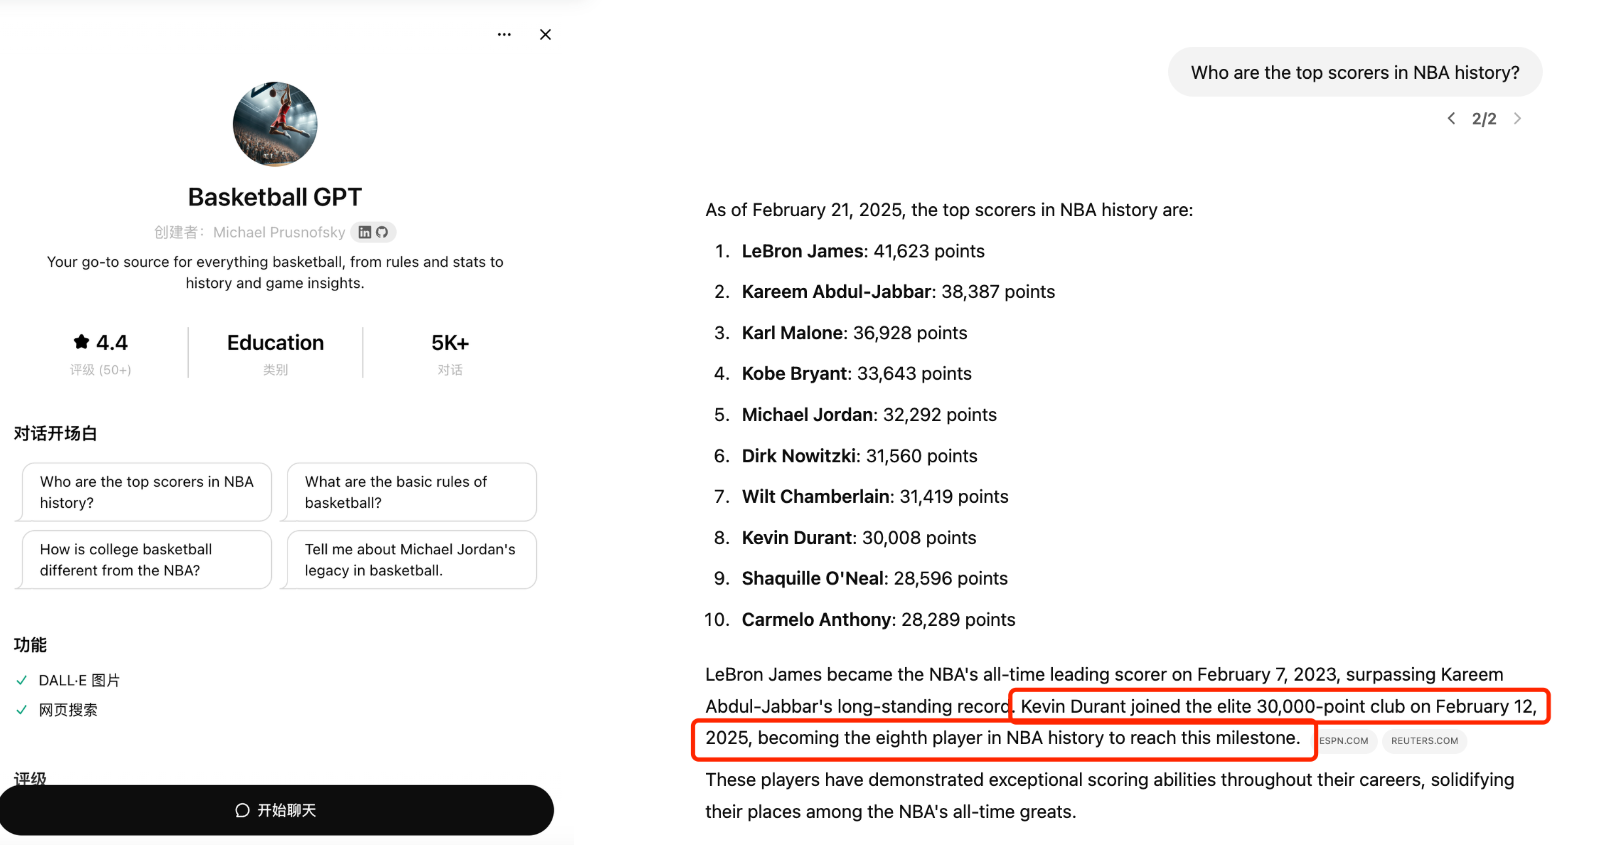 Basketball GPT
创建者：Michael Prusnofsky
Your go-to source for everything basketball, from rules and stats to
history and game insights.
4.4
评级 (50+)
Education
类别
5K+
对话
对话开场白
Who are the top scorers in NBA
history?
What are the basic rules of
basketball?
How is college basketball
different from the NBA?
Tell me about Michael Jordan's
legacy in basketball.
功能
DALL·E 图片
网页搜索
评级
开始聊天
Who are the top scorers in NBA history?
2/2
As of February 21, 2025, the top scorers in NBA history are:
1. LeBron James: 41,623 points
2. Kareem Abdul-Jabbar: 38,387 points
3. Karl Malone: 36,928 points
4. Kobe Bryant: 33,643 points
5. Michael Jordan: 32,292 points
6. Dirk Nowitzki: 31,560 points
7. Wilt Chamberlain: 31,419 points
8. Kevin Durant: 30,008 points
9. Shaquille O'Neal: 28,596 points
10. Carmelo Anthony: 28,289 points
LeBron James became the NBA's all-time leading scorer on February 7, 2023, surpassing Kareem
Abdul-Jabbar's long-standing record. Kevin Durant joined the elite 30,000-point club on February 12,
2025, becoming the eighth player in NBA history to reach this milestone. ESPN.COM REUTERS.COM
These players have demonstrated exceptional scoring abilities throughout their careers, solidifying
their places among the NBA's all-time greats.